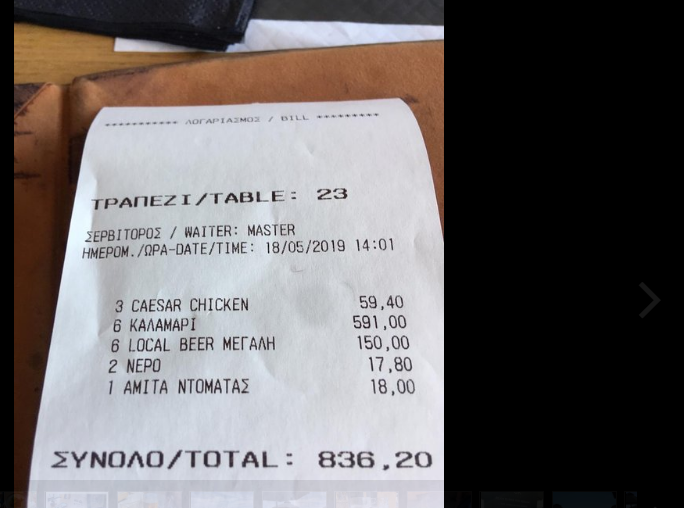 *********** ΛΟΓΑΡΙΑΣΜΟΣ / BILL *********
ΤΡΑΠΕΖΙ/TABLE: 23
ΣΕΡΒΙΤΟΡΟΣ / WAITER: MASTER
ΗΜΕΡΟΜ./ΩΡΑ-DATE/TIME: 18/05/2019 14:01
3 CAESAR CHICKEN 59,40
6 ΚΑΛΑΜΑΡΙ 591,00
6 LOCAL BEER ΜΕΓΑΛΗ 150,00
2 ΝΕΡΟ 17,80
1 ΑΜΙΤΑ ΝΤΟΜΑΤΑΣ 18,00
ΣΥΝΟΛΟ/TOTAL: 836,20